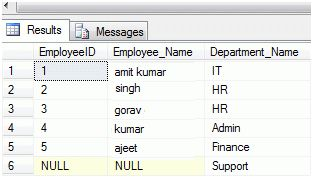 Results Messages
EmployeeID Employee_Name Department_Name
1 1 amit kumar IT
2 2 singh HR
3 3 gorav HR
4 4 kumar Admin
5 5 ajeet Finance
6 NULL NULL Support